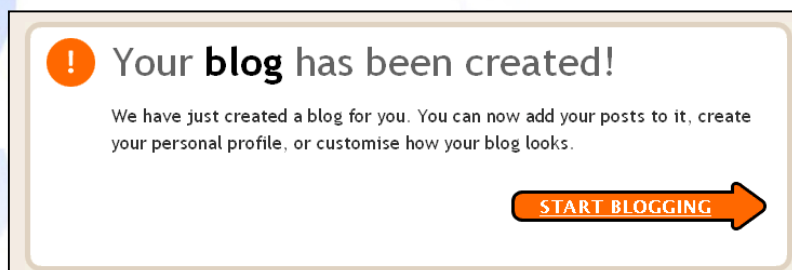 !
Your blog has been created!
We have just created a blog for you. You can now add your posts to it, create
your personal profile, or customise how your blog looks.
START BLOGGING